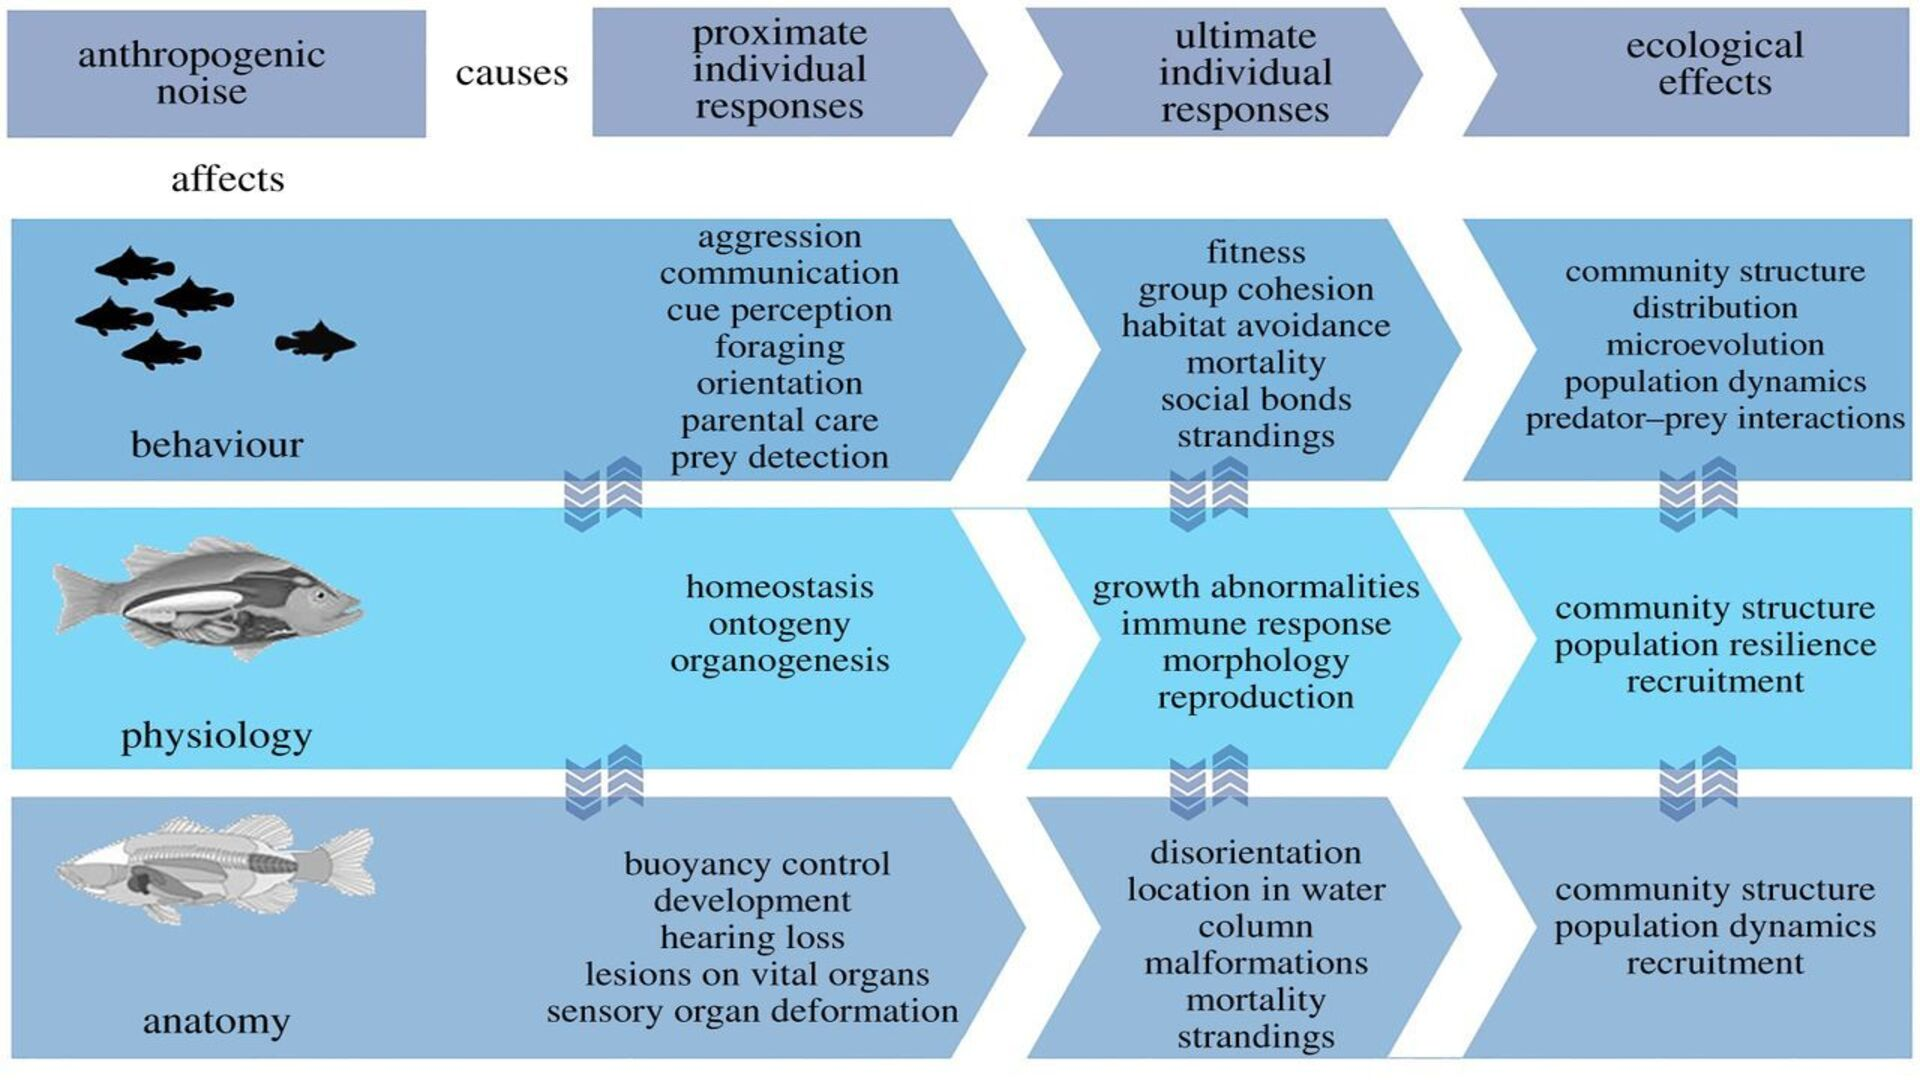 anthropogenic
noise
causes
proximate
individual
responses
ultimate
individual
responses
ecological
effects
affects
behaviour
aggression
communication
cue perception
foraging
orientation
parental care
prey detection
fitness
group cohesion
habitat avoidance
mortality
social bonds
strandings
community structure
distribution
microevolution
population dynamics
predator–prey interactions
physiology
homeostasis
ontogeny
organogenesis
growth abnormalities
immune response
morphology
reproduction
community structure
population resilience
recruitment
anatomy
buoyancy control
development
hearing loss
lesions on vital organs
sensory organ deformation
disorientation
location in water
column
malformations
mortality
strandings
community structure
population dynamics
recruitment